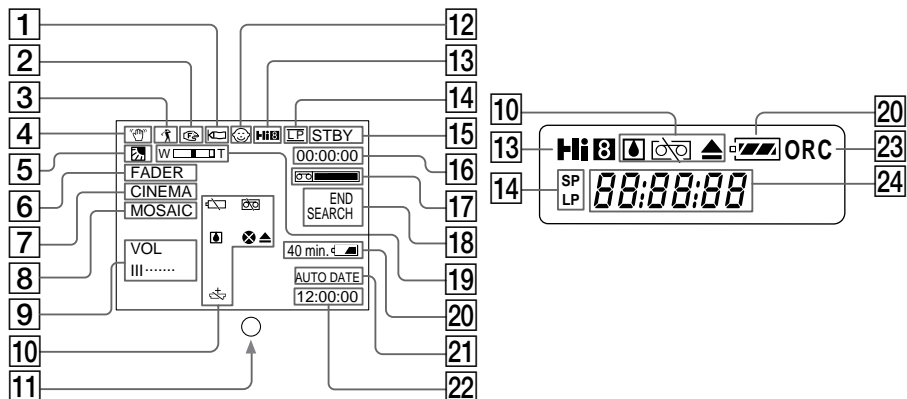 1
2
3
4
5
6
7
8
9
10
11
12
13
14
15
16
17
18
19
20
21
22
Hi8 LP STBY
W T 00:00:00
FADER
CINEMA
MOSAIC
END
SEARCH
VOL
40 min.
AUTO DATE
12:00:00
10
20
13
Hi8 ORC
23
14
SP
LP
88:88:88
24